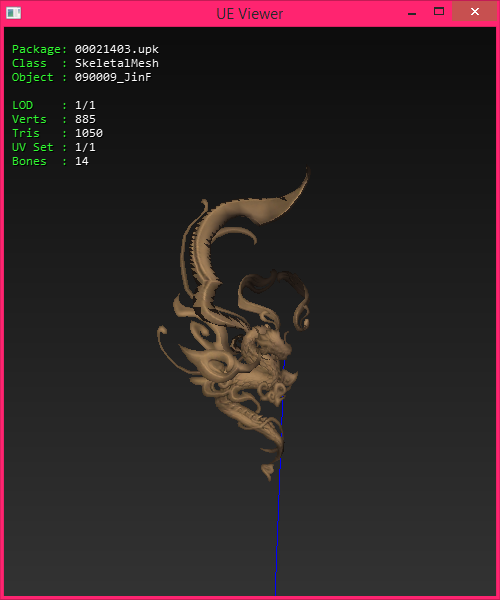 UE Viewer
Package: 00021403.upk
Class  : SkeletalMesh
Object : 090009_JinF
LOD    : 1/1
Verts  : 885
Tris   : 1050
UV Set : 1/1
Bones  : 14